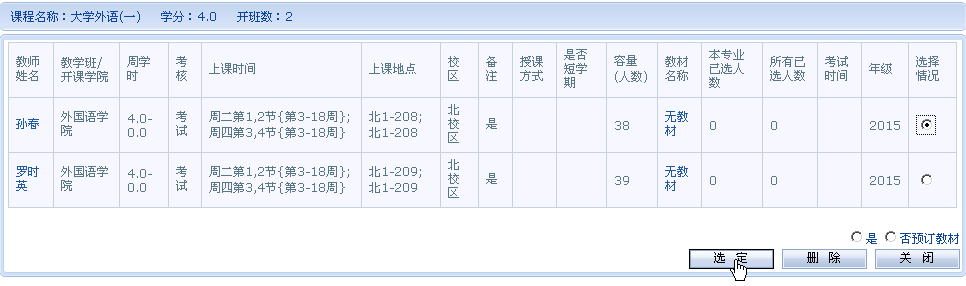 课程名称：大学外语(一) 学分：4.0 开班数：2
教师姓名 教学班/开课学院 周学时 考核 上课时间 上课地点 校区 备注 授课方式 是否短学期 容量(人数) 教材名称 本专业已选人数 所有已选人数 考试时间 年级 选择情况
孙春 外国语学院 4.0-0.0 考试 周二第1,2节{第3-18周};周四第3,4节{第3-18周} 北1-208;北1-208 北校区 是 38 无教材 0 0 2015
罗时英 外国语学院 4.0-0.0 考试 周二第1,2节{第3-18周};周四第3,4节{第3-18周} 北1-209;北1-209 北校区 是 39 无教材 0 0 2015
是 否预订教材
选 定 删 除 关 闭